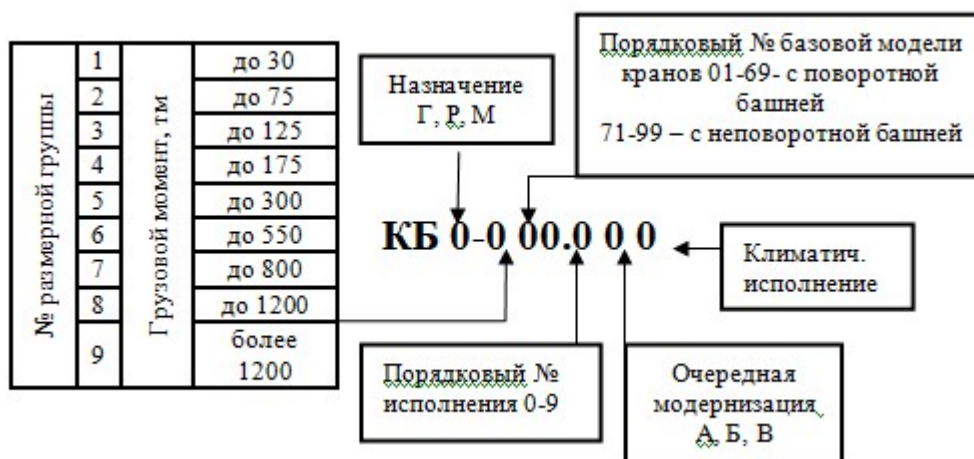 № размерной группы
Грузовой момент, тм
1 до 30
2 до 75
3 до 125
4 до 175
5 до 300
6 до 550
7 до 800
8 до 1200
9 более
1200
Назначение
Г, Р, М
Порядковый № базовой модели
кранов 01-69- с поворотной
башней
71-99 – с неповоротной башней
КБ 0-0 00.0 0 0
Климатич.
исполнение
Порядковый №
исполнения 0-9
Очередная
модернизация
А, Б, В